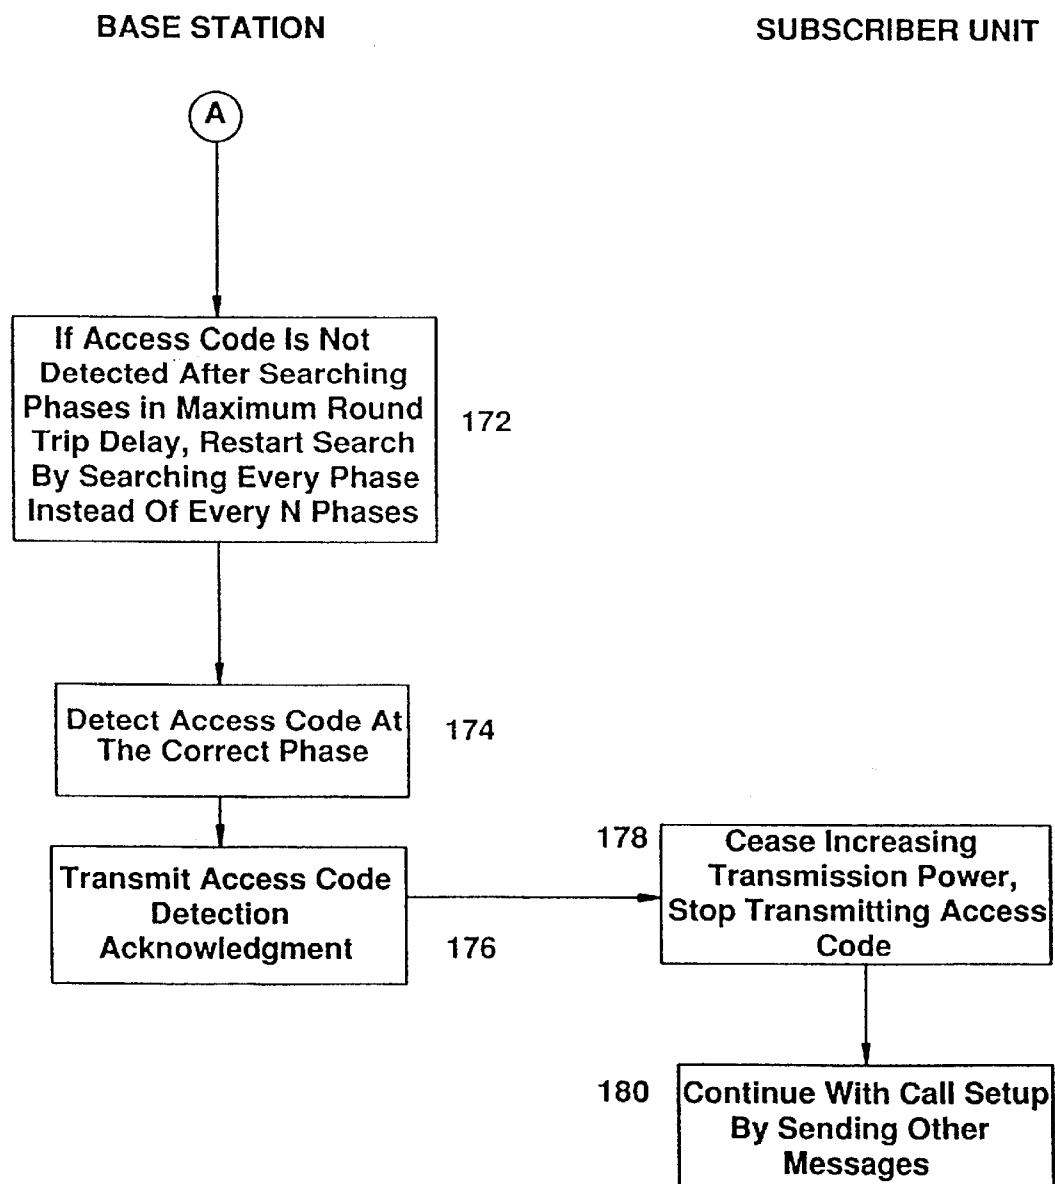 BASE STATION
SUBSCRIBER UNIT
A
If Access Code Is Not
Detected After Searching
Phases in Maximum Round
Trip Delay, Restart Search
By Searching Every Phase
Instead Of Every N Phases
172
Detect Access Code At
The Correct Phase
174
Transmit Access Code
Detection
Acknowledgment
176
178
Cease Increasing
Transmission Power,
Stop Transmitting Access
Code
180
Continue With Call Setup
By Sending Other
Messages